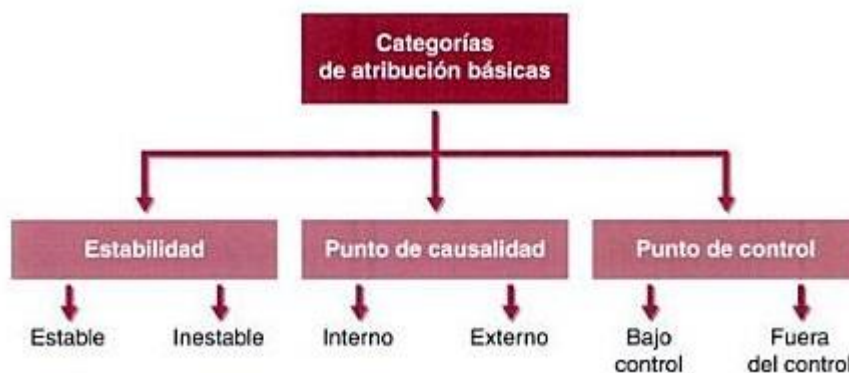 Categorías
de atribución básicas
Estabilidad
Punto de causalidad
Punto de control
Estable
Inestable
Interno
Externo
Bajo
control
Fuera
del control